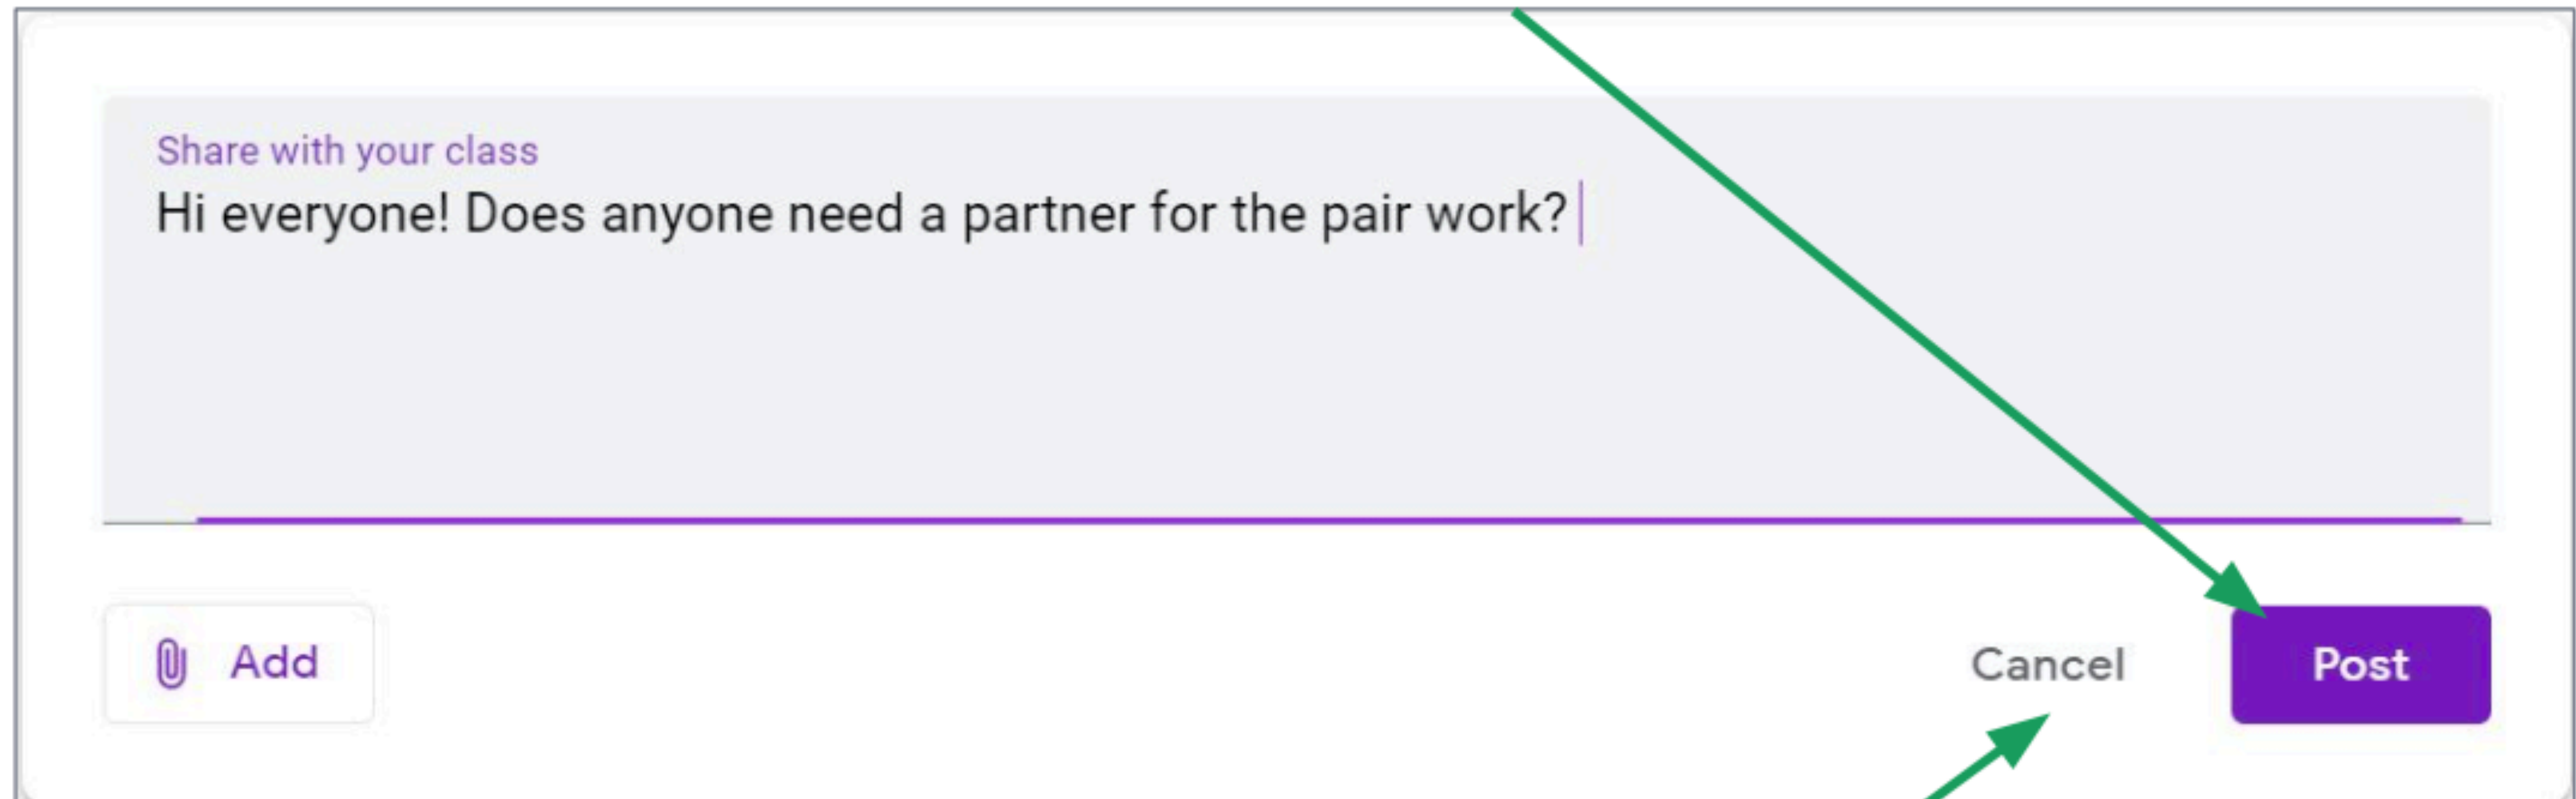 Share with your class
Hi everyone! Does anyone need a partner for the pair work?
Add
Cancel
Post